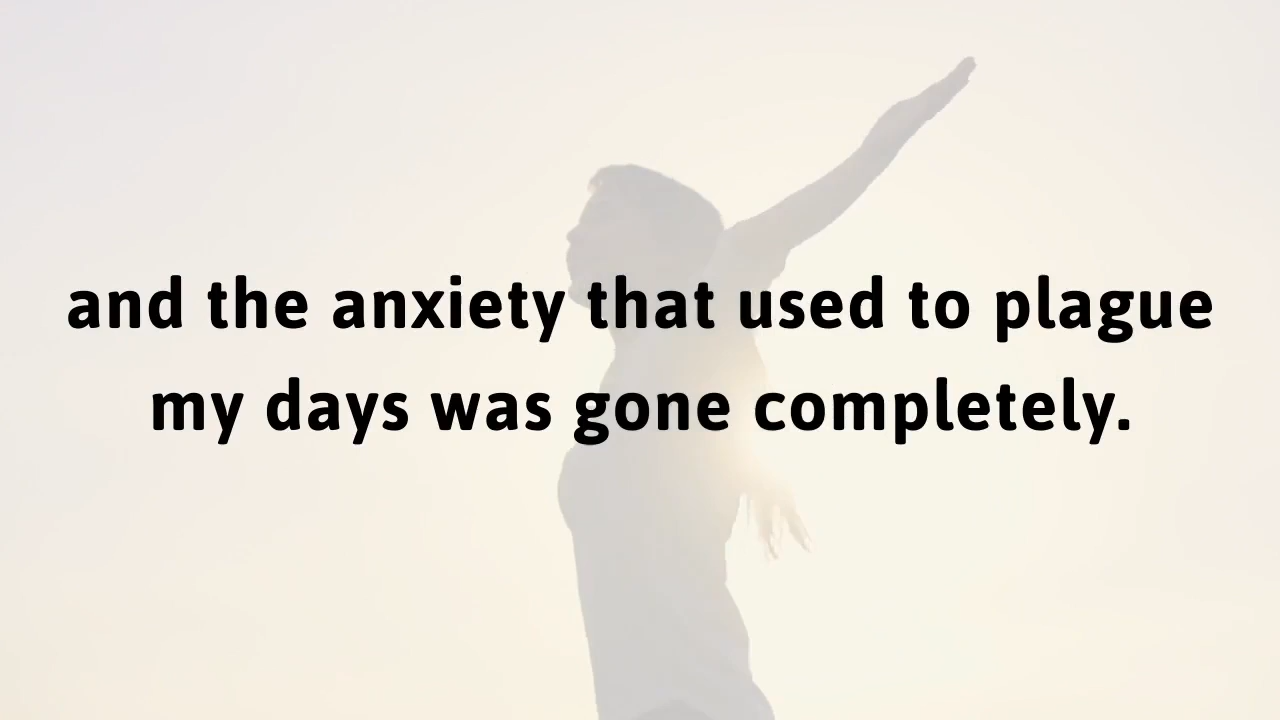 and the anxiety that used to plague
my days was gone completely.